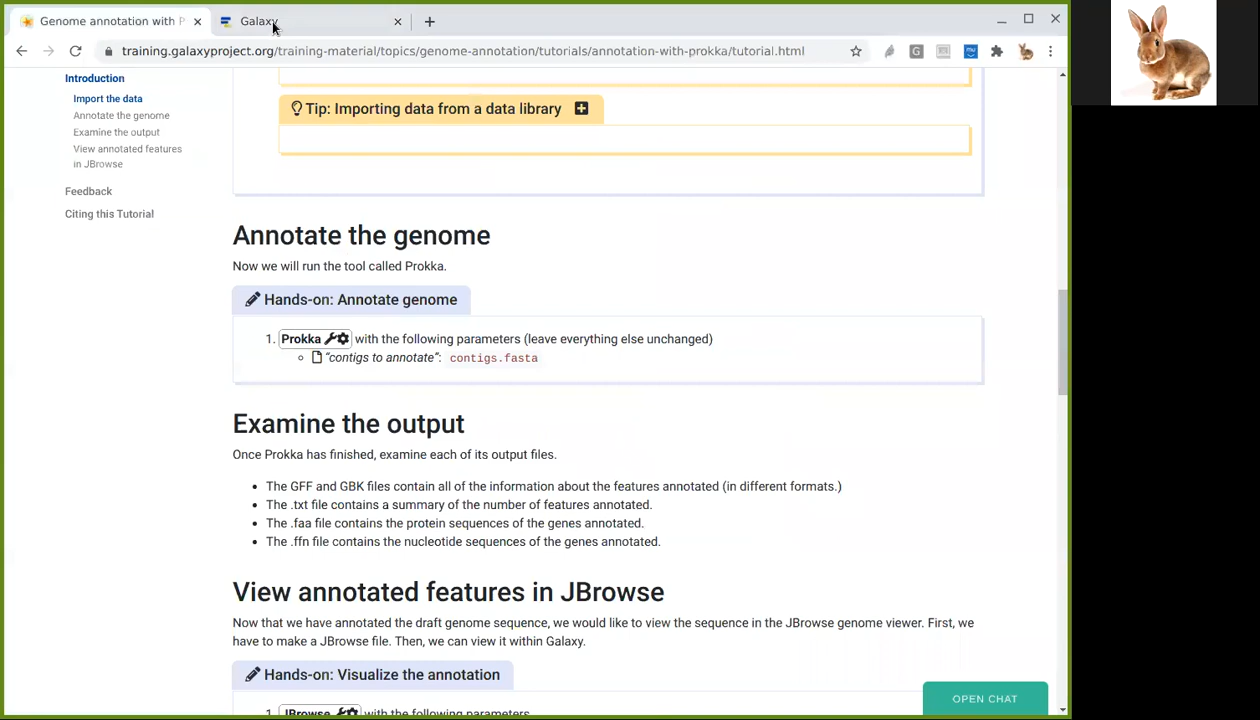 Genome annotation with P
Galaxy
training.galaxyproject.org/training-material/topics/genome-annotation/tutorials/annotation-with-prokka/tutorial.html
Introduction
Import the data
Annotate the genome
Examine the output
View annotated features
in JBrowse
Feedback
Citing this Tutorial
Tip: Importing data from a data library
Annotate the genome
Now we will run the tool called Prokka.
Hands-on: Annotate genome
1. Prokka with the following parameters (leave everything else unchanged)
“contigs to annotate”: contigs.fasta
Examine the output
Once Prokka has finished, examine each of its output files.
• The GFF and GBK files contain all of the information about the features annotated (in different formats.)
• The .txt file contains a summary of the number of features annotated.
• The .faa file contains the protein sequences of the genes annotated.
• The .ffn file contains the nucleotide sequences of the genes annotated.
View annotated features in JBrowse
Now that we have annotated the draft genome sequence, we would like to view the sequence in the JBrowse genome viewer. First, we
have to make a JBrowse file. Then, we can view it within Galaxy.
Hands-on: Visualize the annotation
1. JBrowse with the following parameters
OPEN CHAT